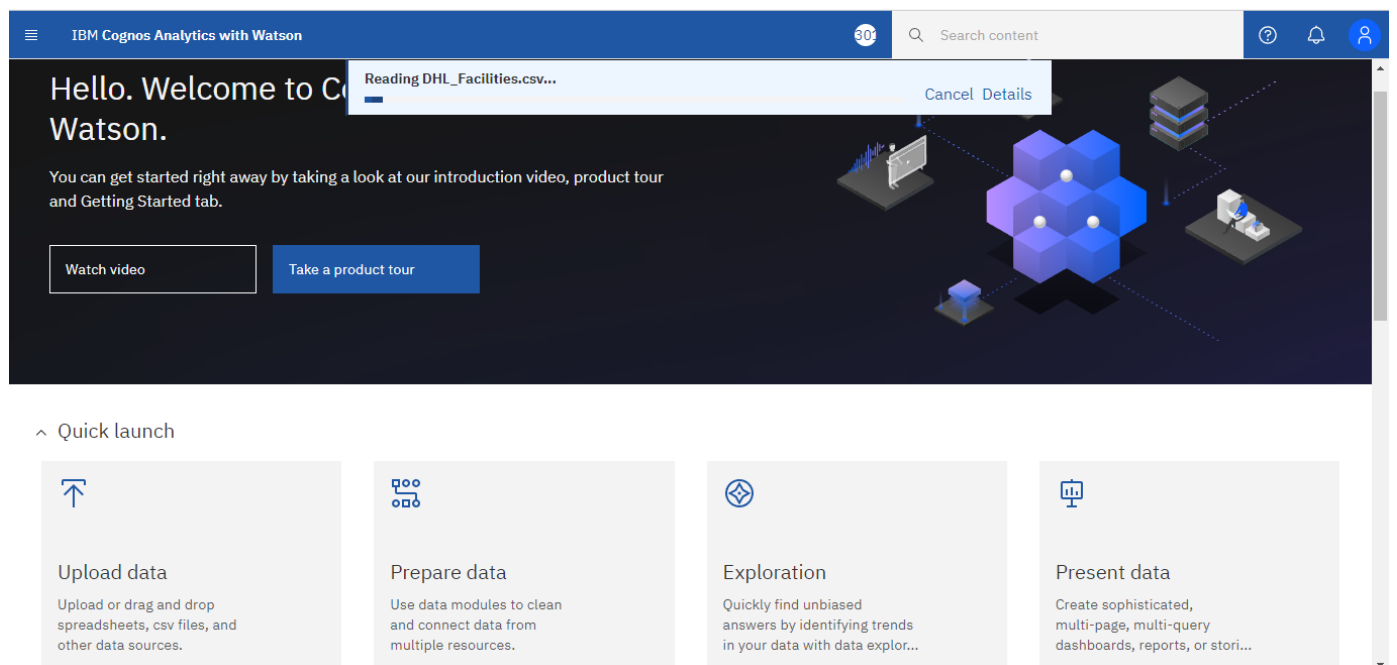 IBM Cognos Analytics with Watson
301
Search content
Reading DHL_Facilities.csv...
Cancel Details
Hello. Welcome to C
Watson.
You can get started right away by taking a look at our introduction video, product tour
and Getting Started tab.
Watch video
Take a product tour
Quick launch
Upload data
Upload or drag and drop
spreadsheets, csv files, and
other data sources.
Prepare data
Use data modules to clean
and connect data from
multiple resources.
Exploration
Quickly find unbiased
answers by identifying trends
in your data with data explor...
Present data
Create sophisticated,
multi-page, multi-query
dashboards, reports, or stori...